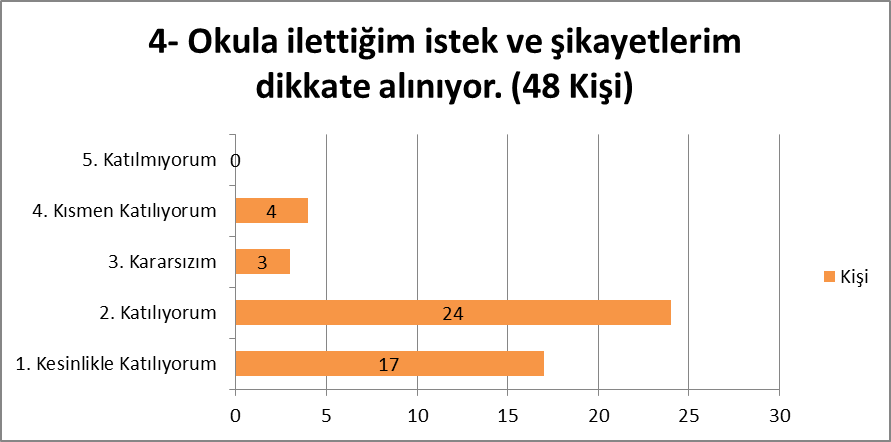 4- Okula ilettiğim istek ve şikayetlerim
dikkate alınıyor. (48 Kişi)
5. Katılmıyorum
0
4. Kısmen Katılıyorum
4
3. Kararsızım
3
2. Katılıyorum
24
1. Kesinlikle Katılıyorum
17
0 5 10 15 20 25 30
Kişi